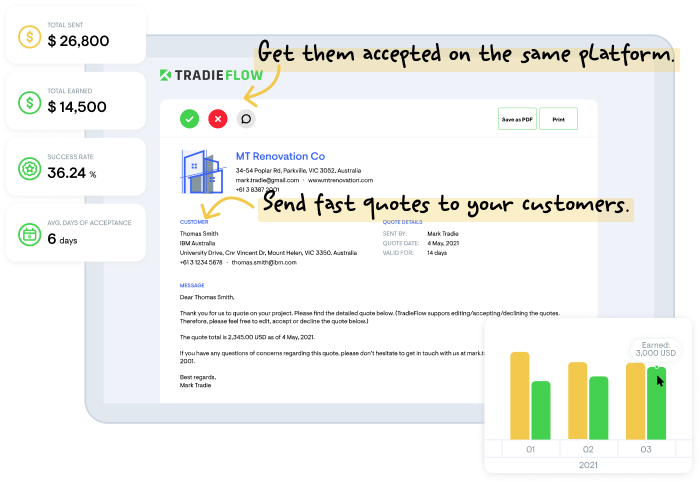 TOTAL SENT
$ 26,800
TOTAL EARNED
$ 14,500
SUCCESS RATE
36.24 %
AVG. DAYS OF ACCEPTANCE
6 days
Get them accepted on the same platform.
TRADIEFLOW
Save as PDF
Print
MT Renovation Co
34-54 Poplar Rd, Parkville, VIC 3052, Australia
mark.tradie@gmail.com · www.mtrenovation.com
+61 3 8387 2001
Send fast quotes to your customers.
CUSTOMER
Thomas Smith
IBM Australia
University Drive, Cnr Vincent Dr, Mount Helen, VIC 3350, Australia
+61 3 1234 5678 · thomas.smith@ibm.com
QUOTE DETAILS
SENT BY: Mark Tradie
QUOTE DATE: 4 May, 2021
VALID FOR: 14 days
MESSAGE
Dear Thomas Smith,
Thank you for us to quote on your project. Please find the detailed quote below. (TradieFlow suppors editing/accepting/declining the quotes.
Therefore, please feel free to edit, accept or decline the quote below.)
The quote total is 2,345.00 USD as of 4 May, 2021.
If you have any questions of concerns regarding this quote, please don't hesitate to get in touch with us at mark.t
2001.
Best regards,
Mark Tradie
Earned:
3,000 USD
01
02
03
2021